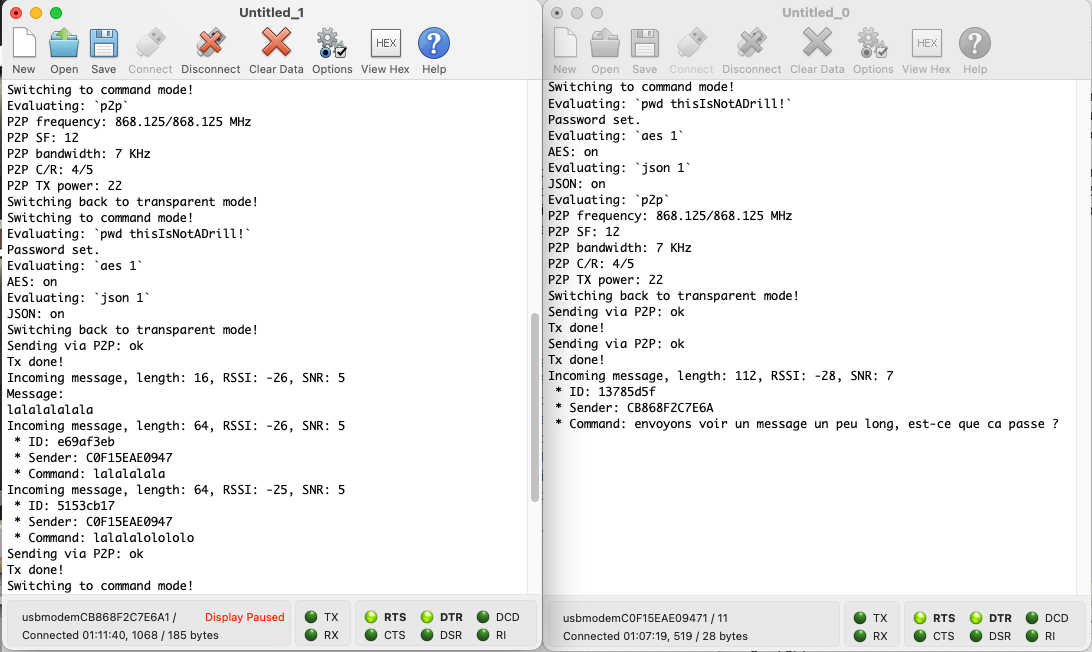 Untitled_1
New
Open
Save
Connect
Disconnect
Clear Data
Options
HEX
View Hex
?
Help
Switching to command mode!
Evaluating: `p2p`
P2P frequency: 868.125/868.125 MHz
P2P SF: 12
P2P bandwidth: 7 KHz
P2P C/R: 4/5
P2P TX power: 22
Switching back to transparent mode!
Switching to command mode!
Evaluating: `pwd thisIsNotADrill!`
Password set.
Evaluating: `aes 1`
AES: on
Evaluating: `json 1`
JSON: on
Switching back to transparent mode!
Sending via P2P: ok
Tx done!
Incoming message, length: 16, RSSI: -26, SNR: 5
Message:
lalalalalala
Incoming message, length: 64, RSSI: -26, SNR: 5
* ID: e69af3eb
* Sender: C0F15EAE0947
* Command: lalalalala
Incoming message, length: 64, RSSI: -25, SNR: 5
* ID: 5153cb17
* Sender: C0F15EAE0947
* Command: lalalalolololo
Sending via P2P: ok
Tx done!
Switching to command mode!
usbmodemCB868F2C7E6A1 / Display Paused
Connected 01:11:40, 1068 / 185 bytes
TX
RX
RTS
DTR
DCD
CTS
DSR
RI
Untitled_0
New
Open
Save
Connect
Disconnect
Clear Data
Options
HEX
View Hex
?
Help
Switching to command mode!
Evaluating: `pwd thisIsNotADrill!`
Password set.
Evaluating: `aes 1`
AES: on
Evaluating: `json 1`
JSON: on
Evaluating: `p2p`
P2P frequency: 868.125/868.125 MHz
P2P SF: 12
P2P bandwidth: 7 KHz
P2P C/R: 4/5
P2P TX power: 22
Switching back to transparent mode!
Sending via P2P: ok
Tx done!
Sending via P2P: ok
Tx done!
Incoming message, length: 112, RSSI: -28, SNR: 7
* ID: 13785d5f
* Sender: CB868F2C7E6A
* Command: envoyons voir un message un peu long, est-ce que ca passe ?
usbmodemC0F15EAE09471 / 11
Connected 01:07:19, 519 / 28 bytes
TX
RX
RTS
DTR
DCD
CTS
DSR
RI